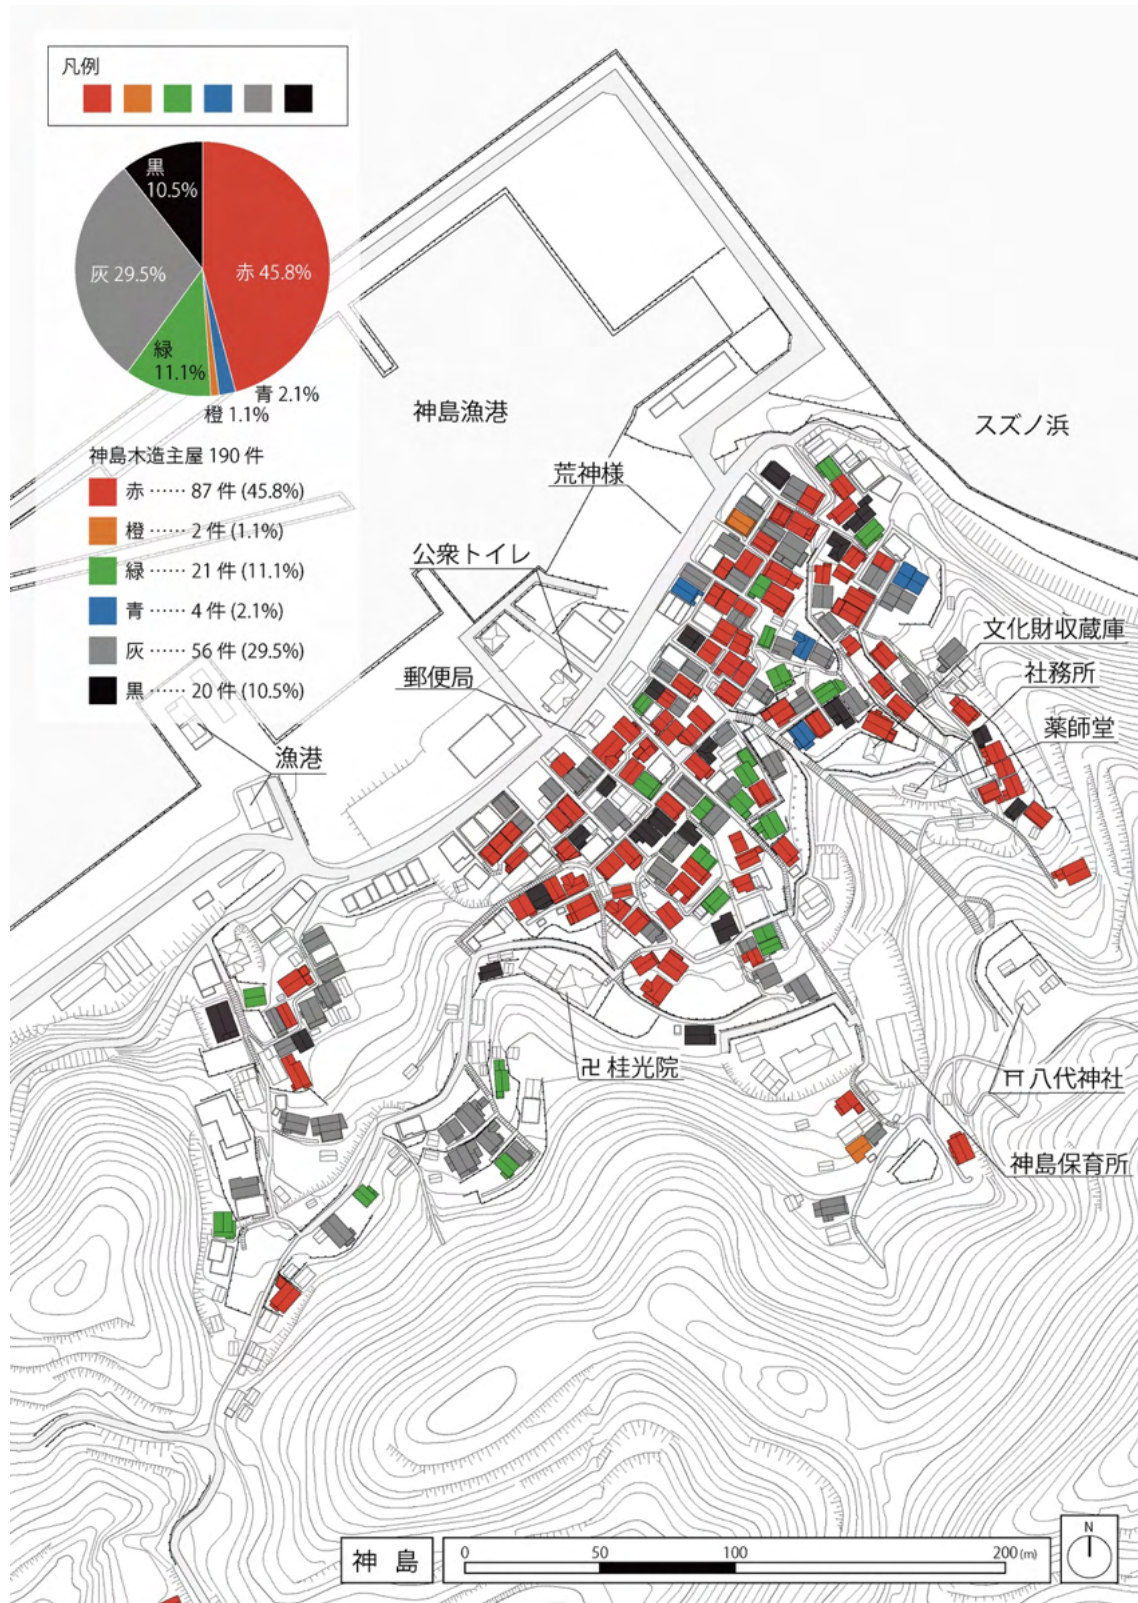 凡例
黒
10.5%
灰 29.5%
赤 45.8%
緑
11.1%
青 2.1%
橙 1.1%
神島木造主屋 190 件
赤 …… 87 件 (45.8%)
橙 …… 2 件 (1.1%)
緑 …… 21 件 (11.1%)
青 …… 4 件 (2.1%)
灰 …… 56 件 (29.5%)
黒 …… 20 件 (10.5%)
神島漁港
スズノ浜
荒神様
公衆トイレ
文化財収蔵庫
社務所
郵便局
薬師堂
漁港
卍 桂光院
⛩ 八代神社
神島保育所
神 島
0 50 100 200 (m)
N